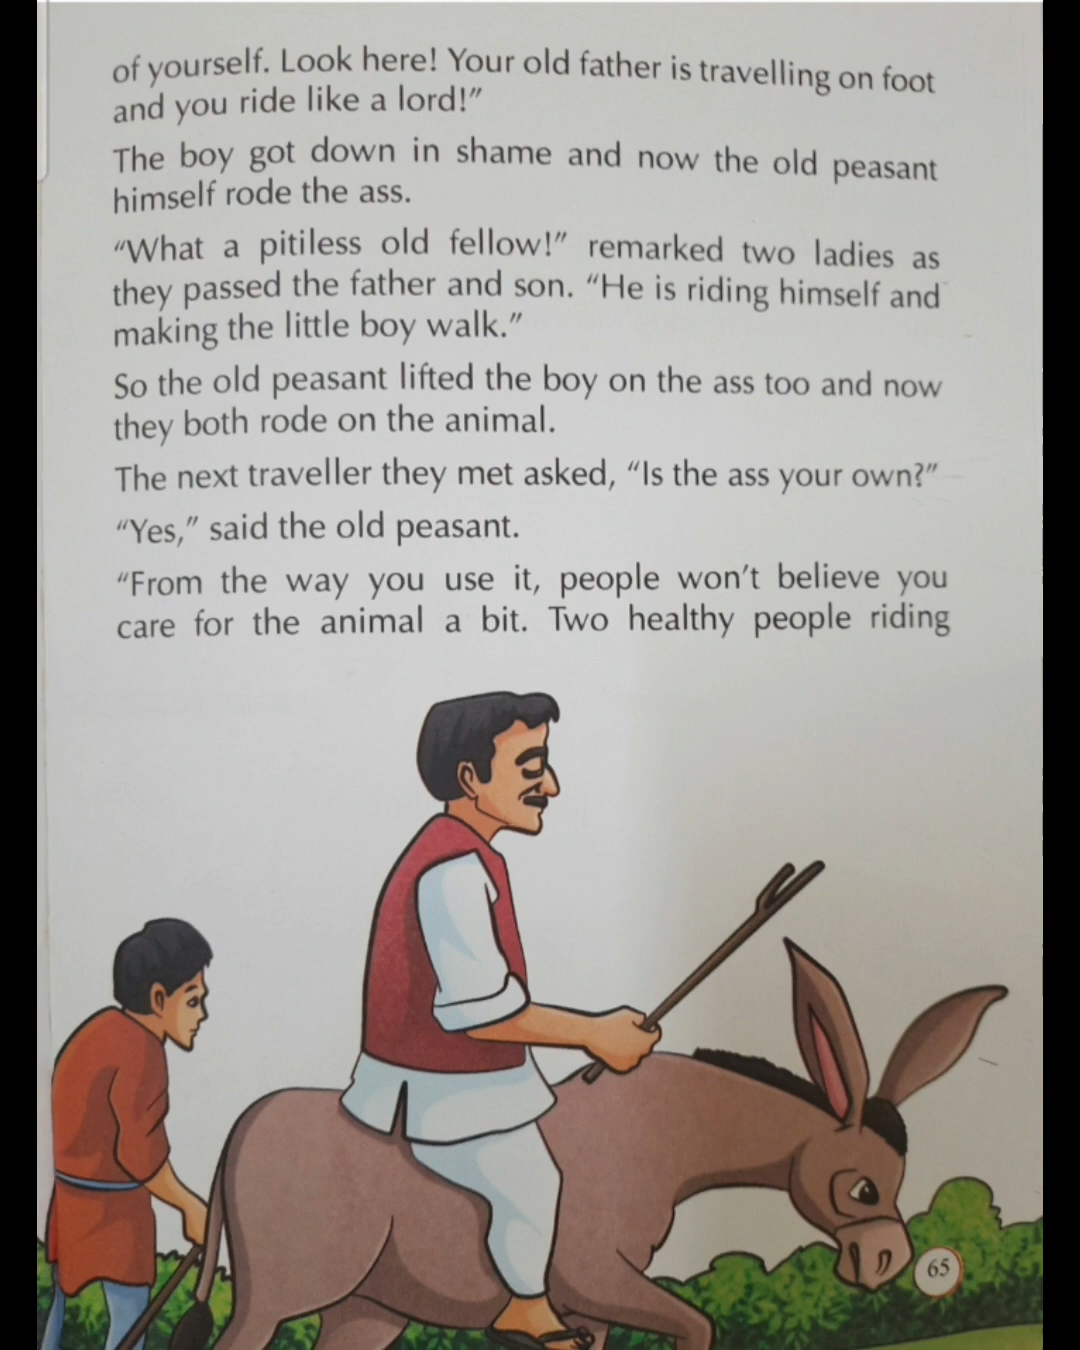 of yourself. Look here! Your old father is travelling on foot
and you ride like a lord!”
The boy got down in shame and now the old peasant
himself rode the ass.
“What a pitiless old fellow!” remarked two ladies as
they passed the father and son. “He is riding himself and
making the little boy walk.”
So the old peasant lifted the boy on the ass too and now
they both rode on the animal.
The next traveller they met asked, “Is the ass your own?”
“Yes,” said the old peasant.
“From the way you use it, people won’t believe you
care for the animal a bit. Two healthy people riding
65